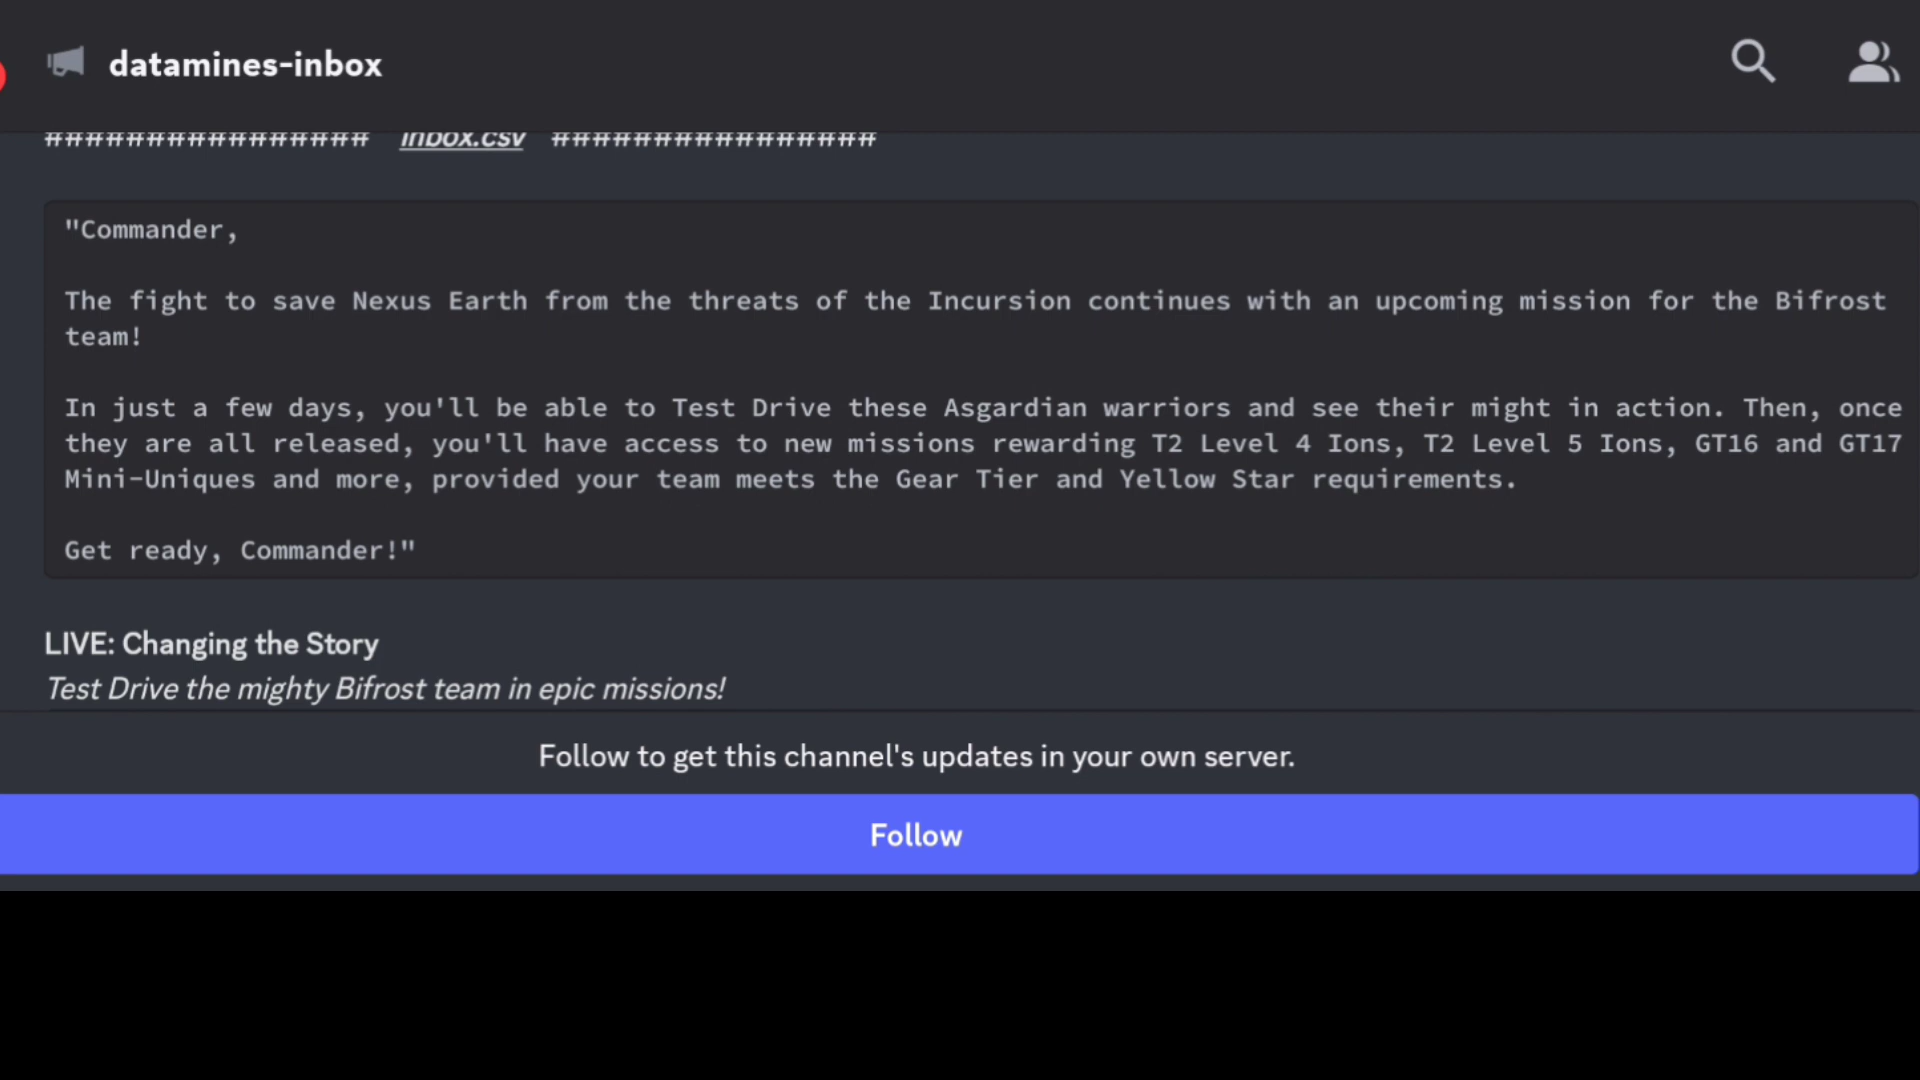 datamines-inbox
################ inbox.csv ################
"Commander,
The fight to save Nexus Earth from the threats of the Incursion continues with an upcoming mission for the Bifrost
team!
In just a few days, you'll be able to Test Drive these Asgardian warriors and see their might in action. Then, once
they are all released, you'll have access to new missions rewarding T2 Level 4 Ions, T2 Level 5 Ions, GT16 and GT17
Mini-Uniques and more, provided your team meets the Gear Tier and Yellow Star requirements.
Get ready, Commander!"
LIVE: Changing the Story
Test Drive the mighty Bifrost team in epic missions!
Follow to get this channel's updates in your own server.
Follow